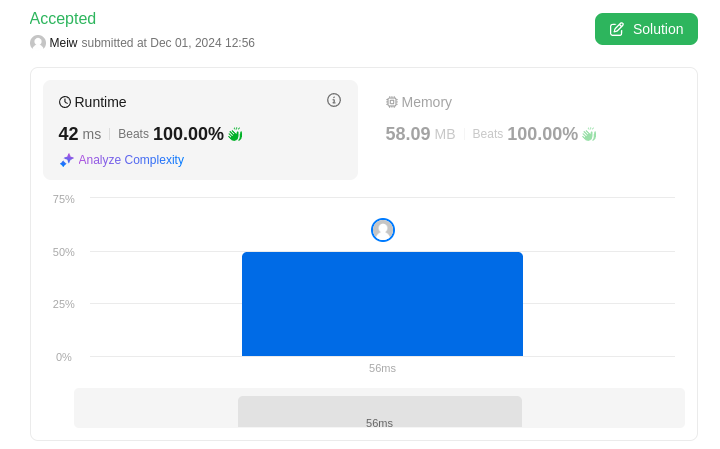 Accepted
Solution
Meiw submitted at Dec 01, 2024 12:56
Runtime
Memory
42 ms Beats 100.00%
58.09 MB Beats 100.00%
Analyze Complexity
75%
50%
25%
0%
56ms
56ms